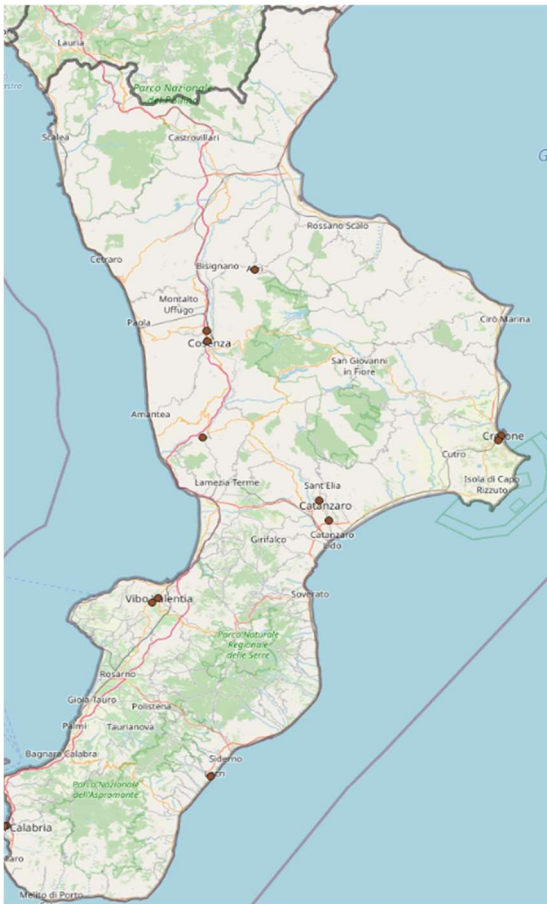 Lauria
Parco Nazionale
del Pollino
Scalea
Castrovillari
G
Rossano Scalo
Cetraro
Bisignano
Montalto
Uffugo
Paola
Cirò Marina
Cosenza
San Giovanni
in Fiore
Amantea
Cutro
Isola di Capo
Rizzuto
Lamezia Terme
Sant'Elia
Catanzaro
Girifalco
Catanzaro
Lido
Soverato
Parco Naturale
Regionale
delle Serre
Rosarno
Gioia Tauro
Polistena
Palmi
Taurianova
Bagnara Calabra
Siderno
Parco Nazionale
dell'Aspromonte
Calabria
Melito di Porto